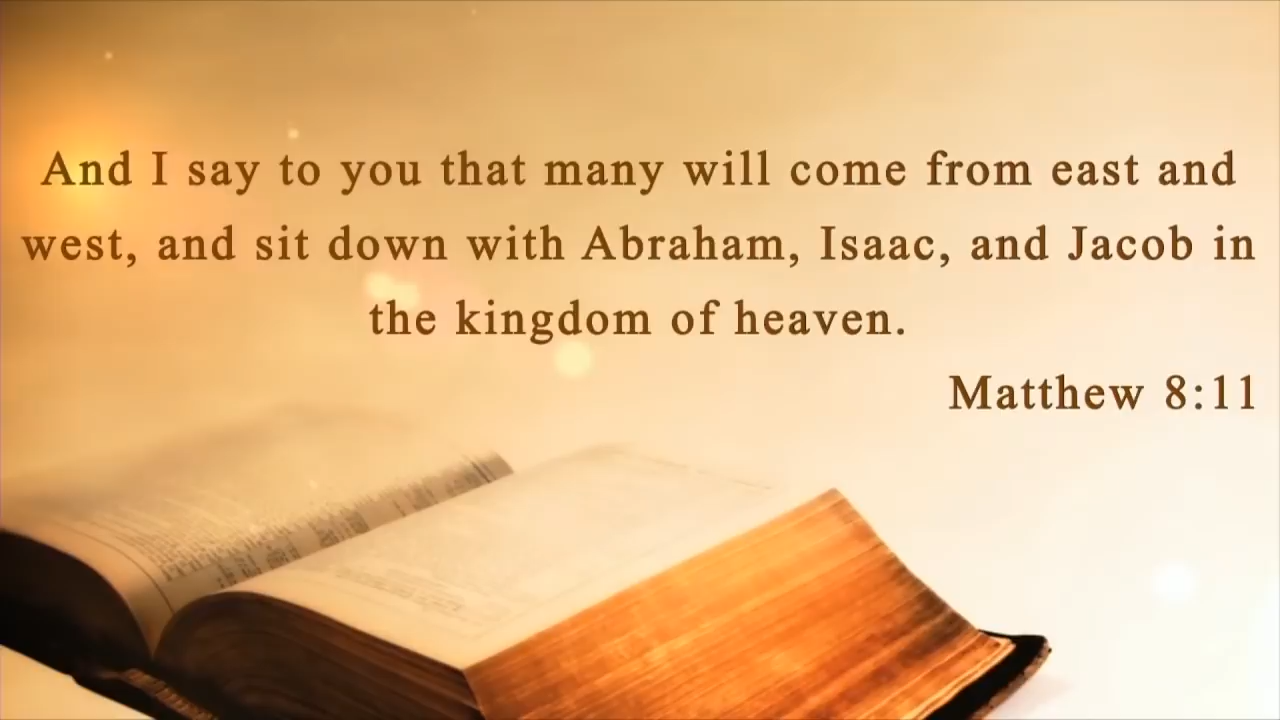 And I say to you that many will come from east and
west, and sit down with Abraham, Isaac, and Jacob in
the kingdom of heaven.
Matthew 8:11